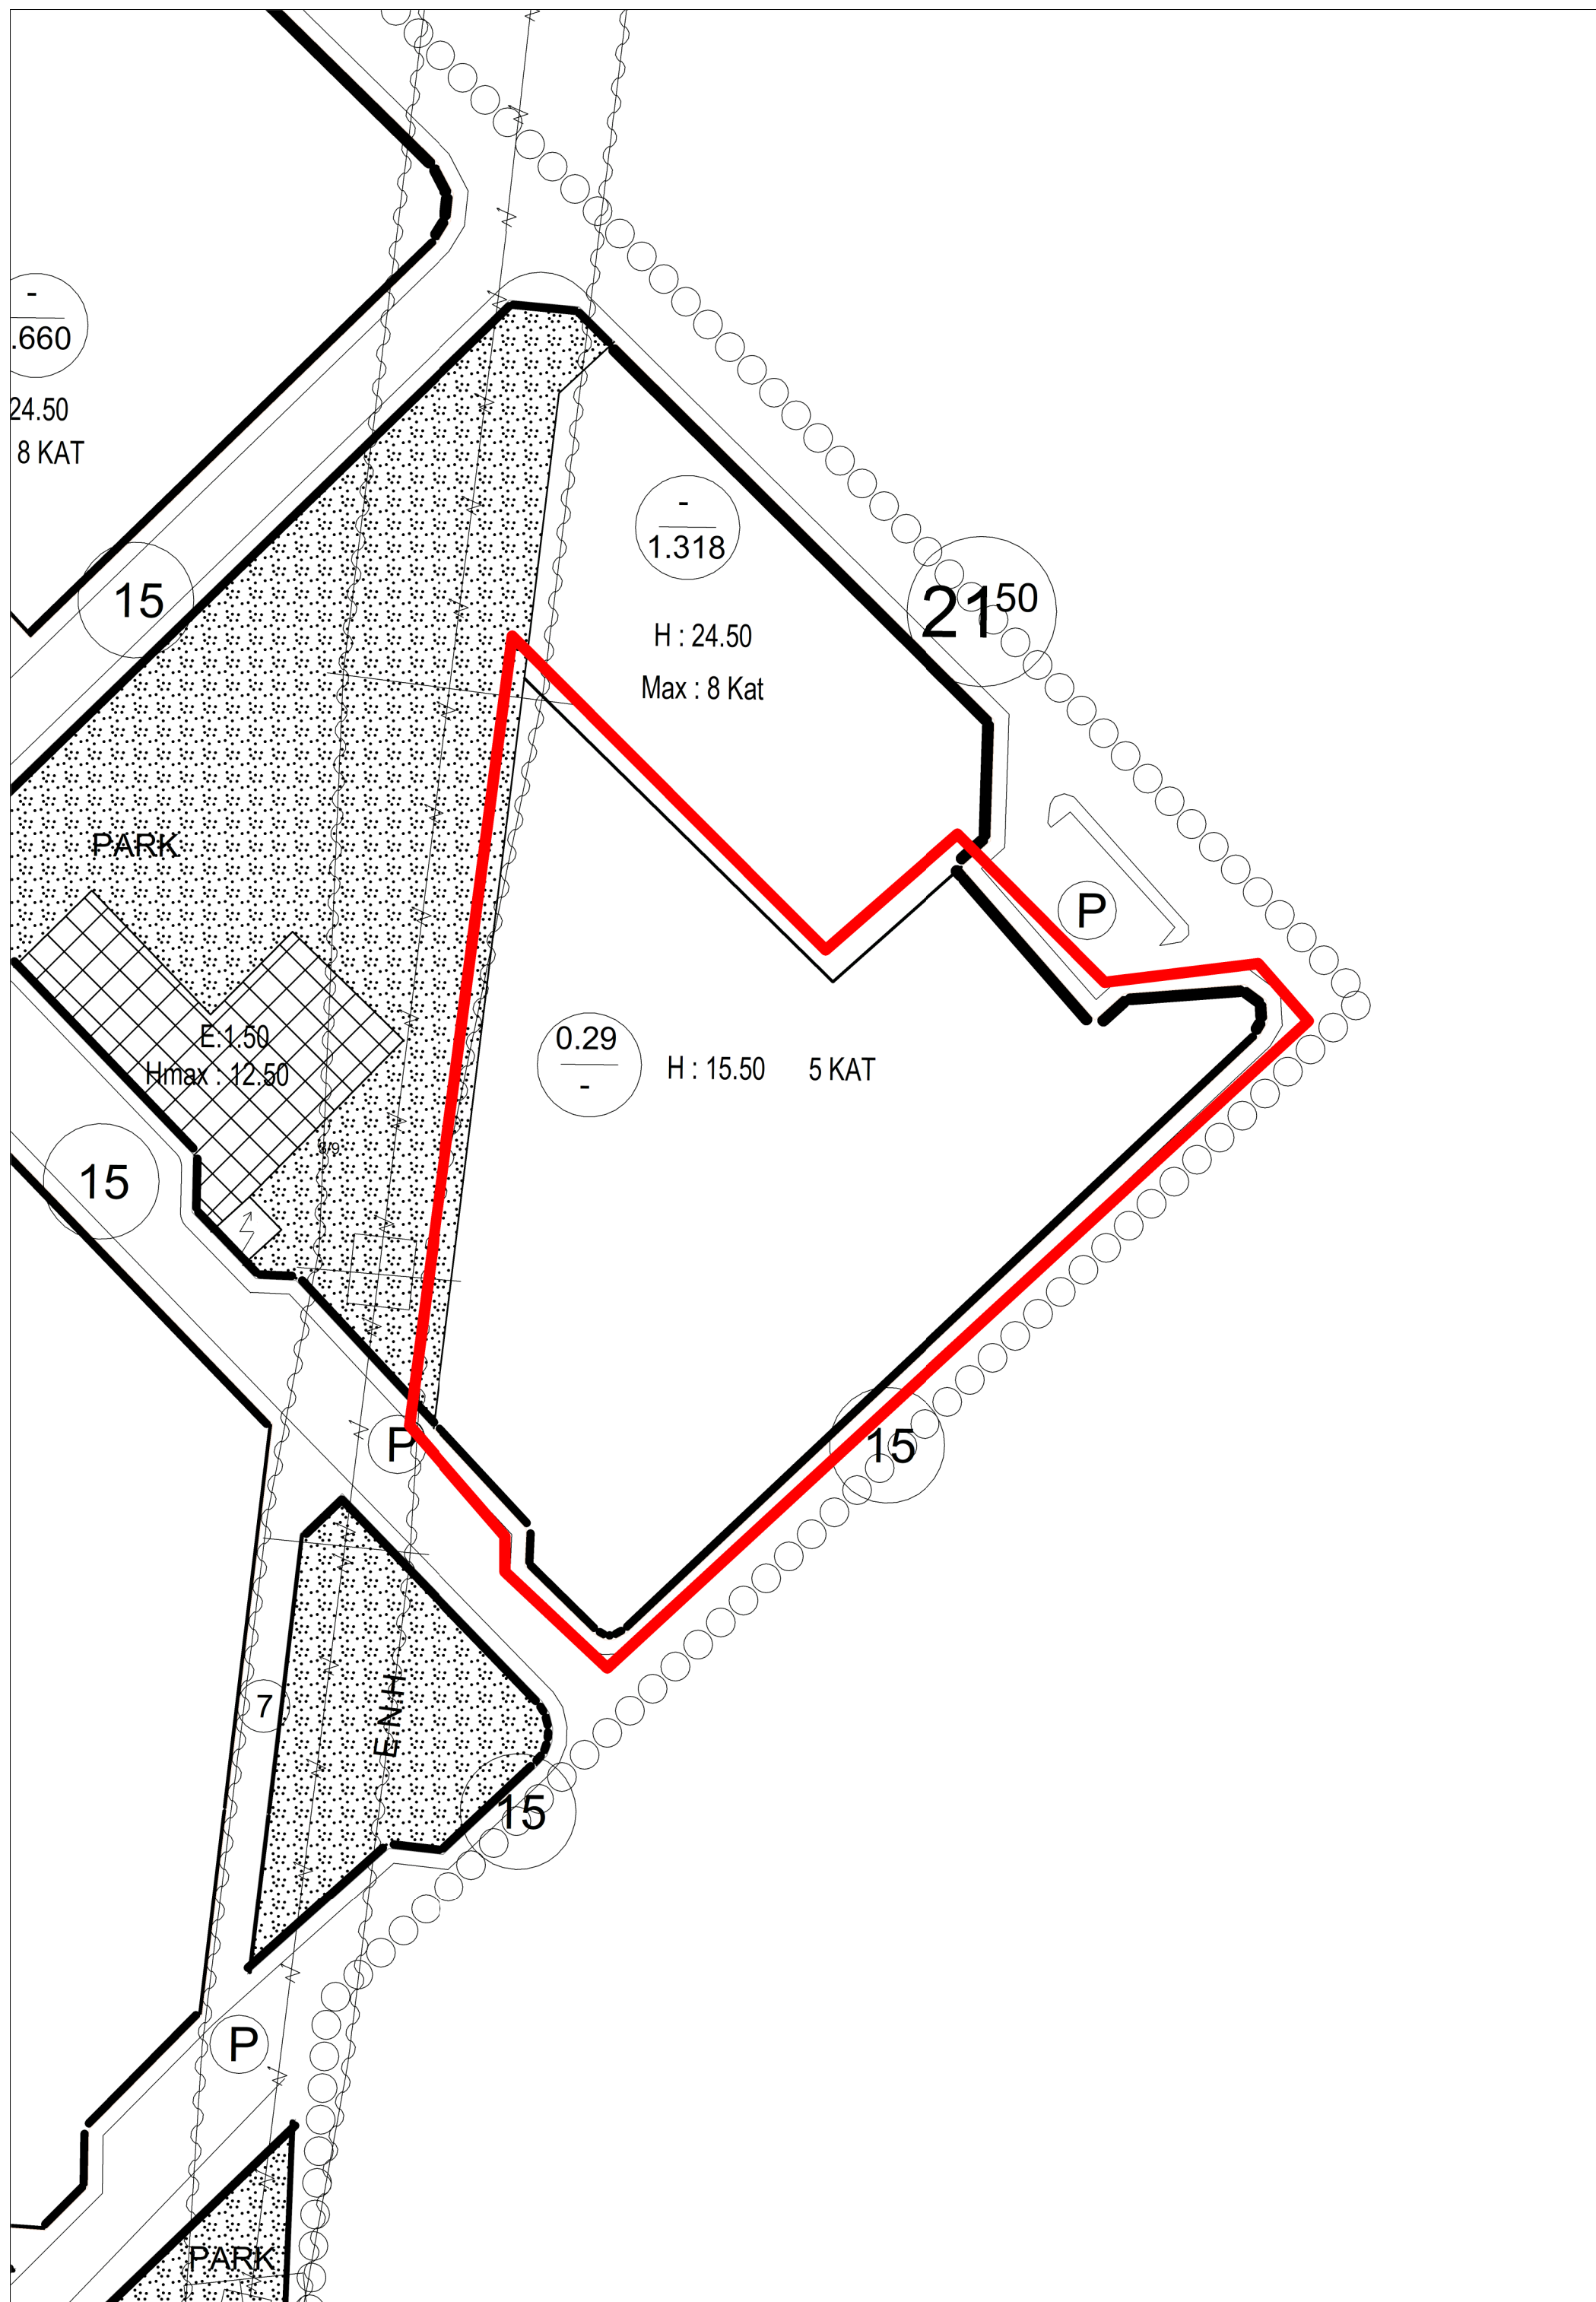 -
.660
24.50
8 KAT
-
1.318
15
21 50
H : 24.50
Max : 8 Kat
PARK
P
E:1.50
Hmax : 12.50
0.29
-
H : 15.50 5 KAT
15
P
15
7
E.N.H
15
P
PARK